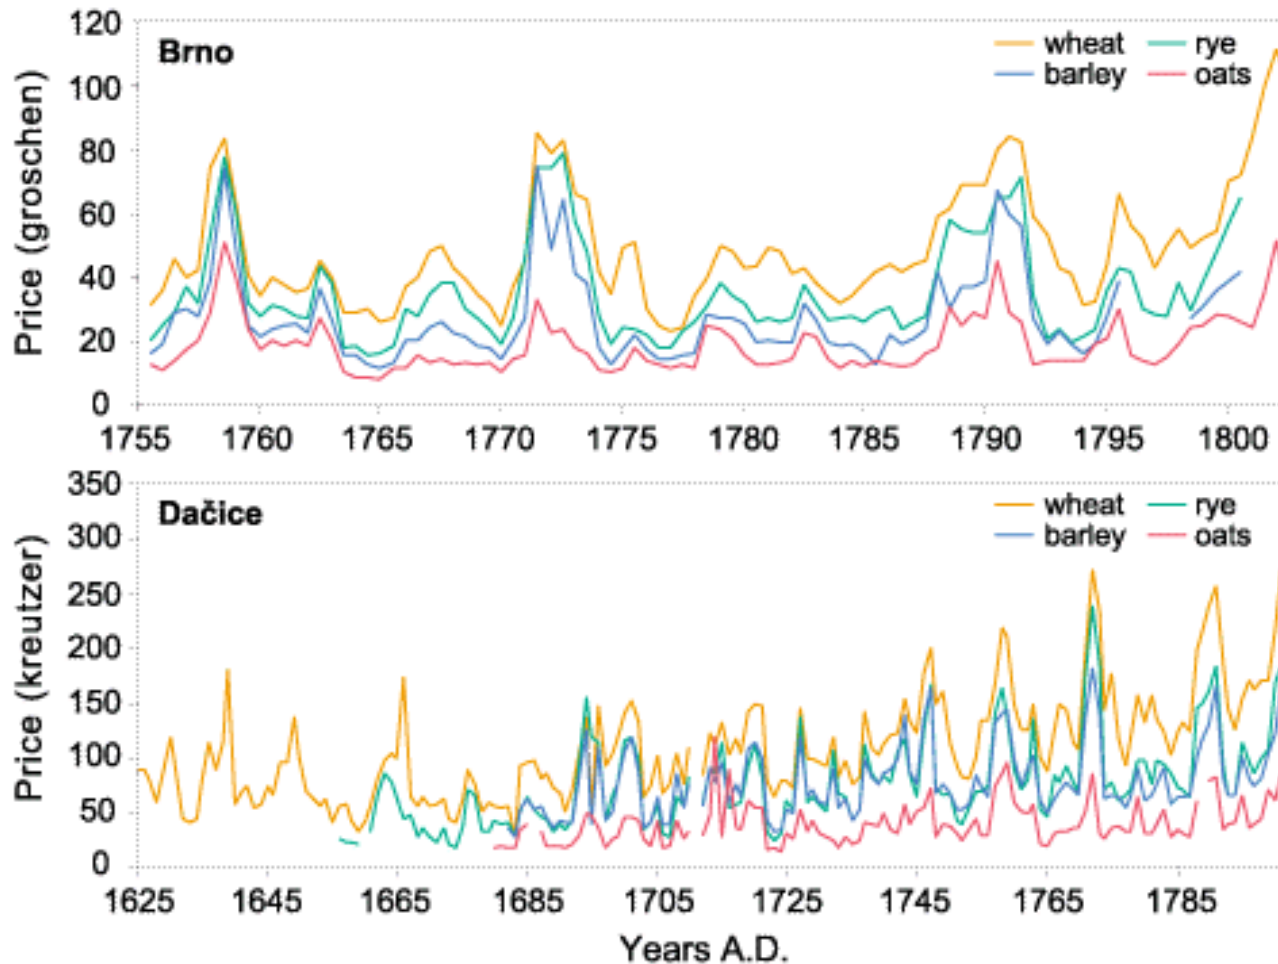 120
Brno
wheat
rye
barley
oats
100
80
60
40
20
0
Price (groschen)
1755 1760 1765 1770 1775 1780 1785 1790 1795 1800
350
Dačice
wheat
rye
barley
oats
300
250
200
150
100
50
0
Price (kreutzer)
1625 1645 1665 1685 1705 1725 1745 1765 1785
Years A.D.